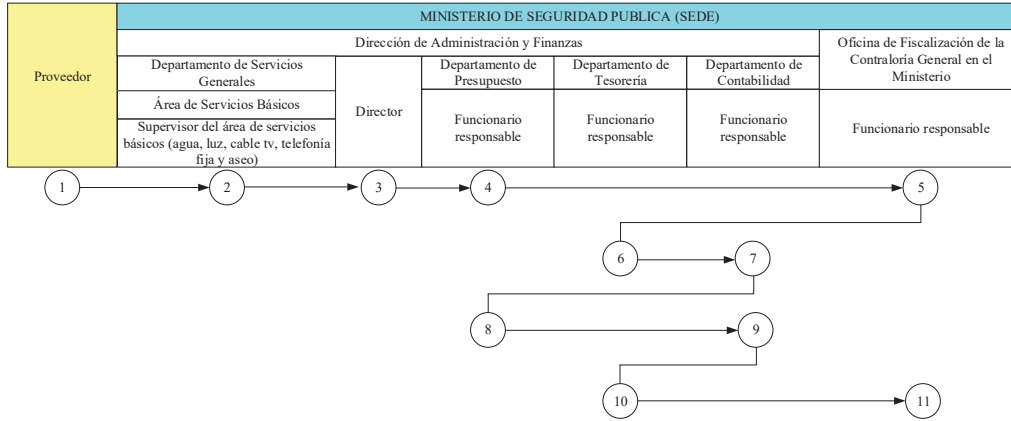 MINISTERIO DE SEGURIDAD PUBLICA (SEDE)
Proveedor
Dirección de Administración y Finanzas
Oficina de Fiscalización de la
Contraloría General en el
Ministerio
Departamento de Servicios
Generales
Área de Servicios Básicos
Supervisor del área de servicios
básicos (agua, luz, cable tv, telefonía
fija y aseo)
Director
Departamento de
Presupuesto
Funcionario
responsable
Departamento de
Tesorería
Funcionario
responsable
Departamento de
Contabilidad
Funcionario
responsable
Funcionario responsable
1
2
3
4
5
6
7
8
9
10
11